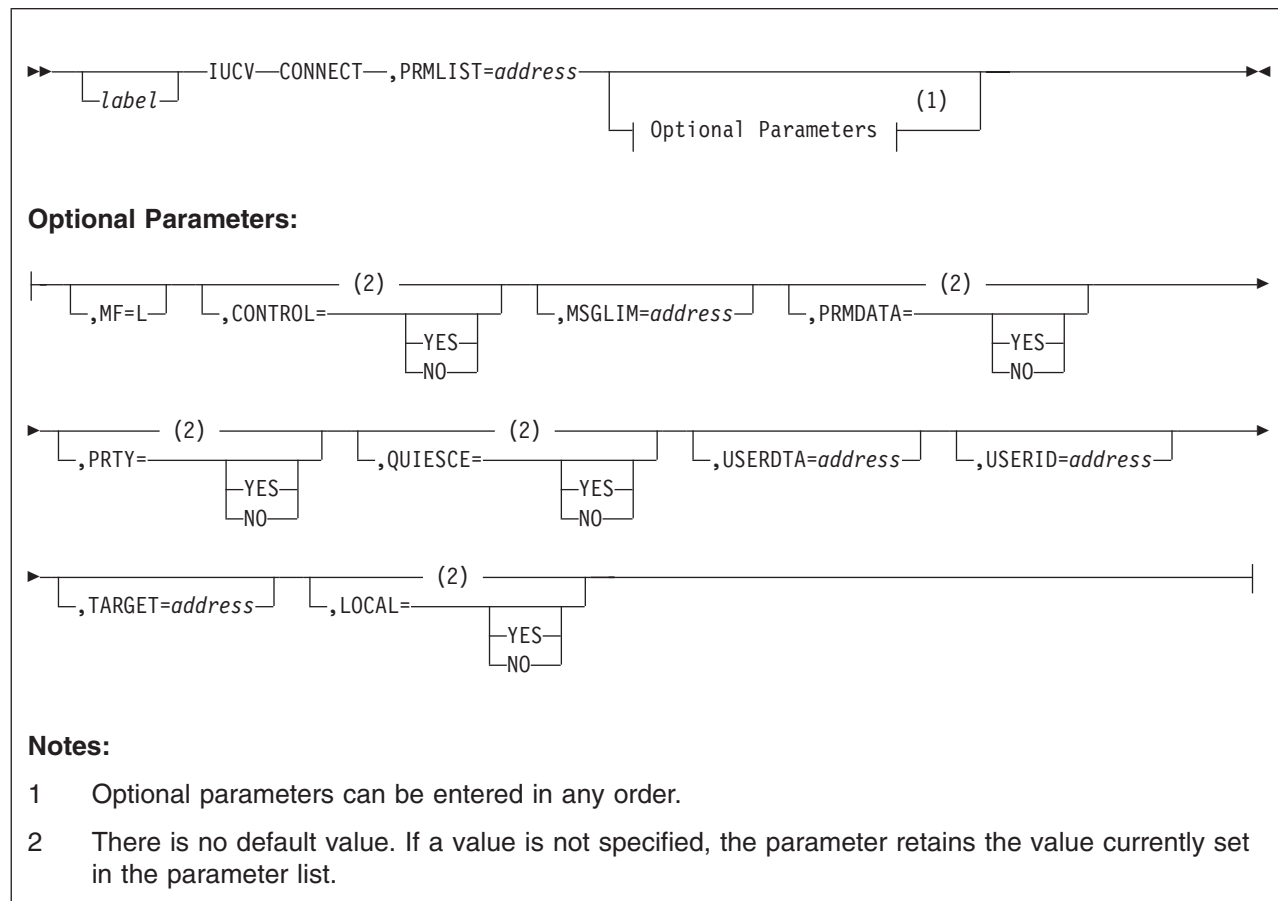 IUCV CONNECT ,PRMLIST=address
label
(1)
Optional Parameters
Optional Parameters:
(2) (2)
,MF=L ,CONTROL= ,MSGLIM=address ,PRMDATA=
YES YES
NO NO
(2) (2)
,PRTY= ,QUIESCE= ,USERDTA=address ,USERID=address
YES YES
NO NO
(2)
,TARGET=address ,LOCAL=
YES
NO
Notes:
1 Optional parameters can be entered in any order.
2 There is no default value. If a value is not specified, the parameter retains the value currently set
in the parameter list.